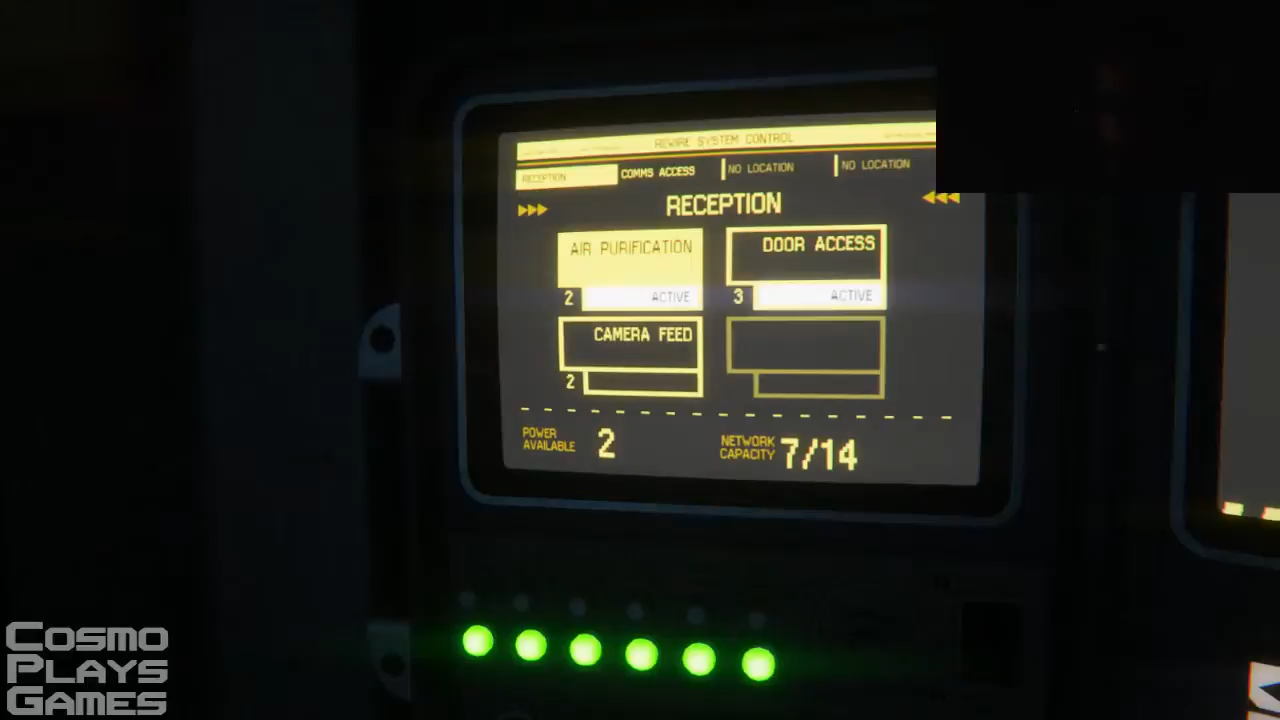 REWIRE SYSTEM CONTROL
RECEPTION COMMS ACCESS NO LOCATION NO LOCATION
RECEPTION
AIR PURIFICATION DOOR ACCESS
2 ACTIVE 3 ACTIVE
CAMERA FEED
2
POWER AVAILABLE 2 NETWORK CAPACITY 7/14
COSMO
PLAYS
GAMES